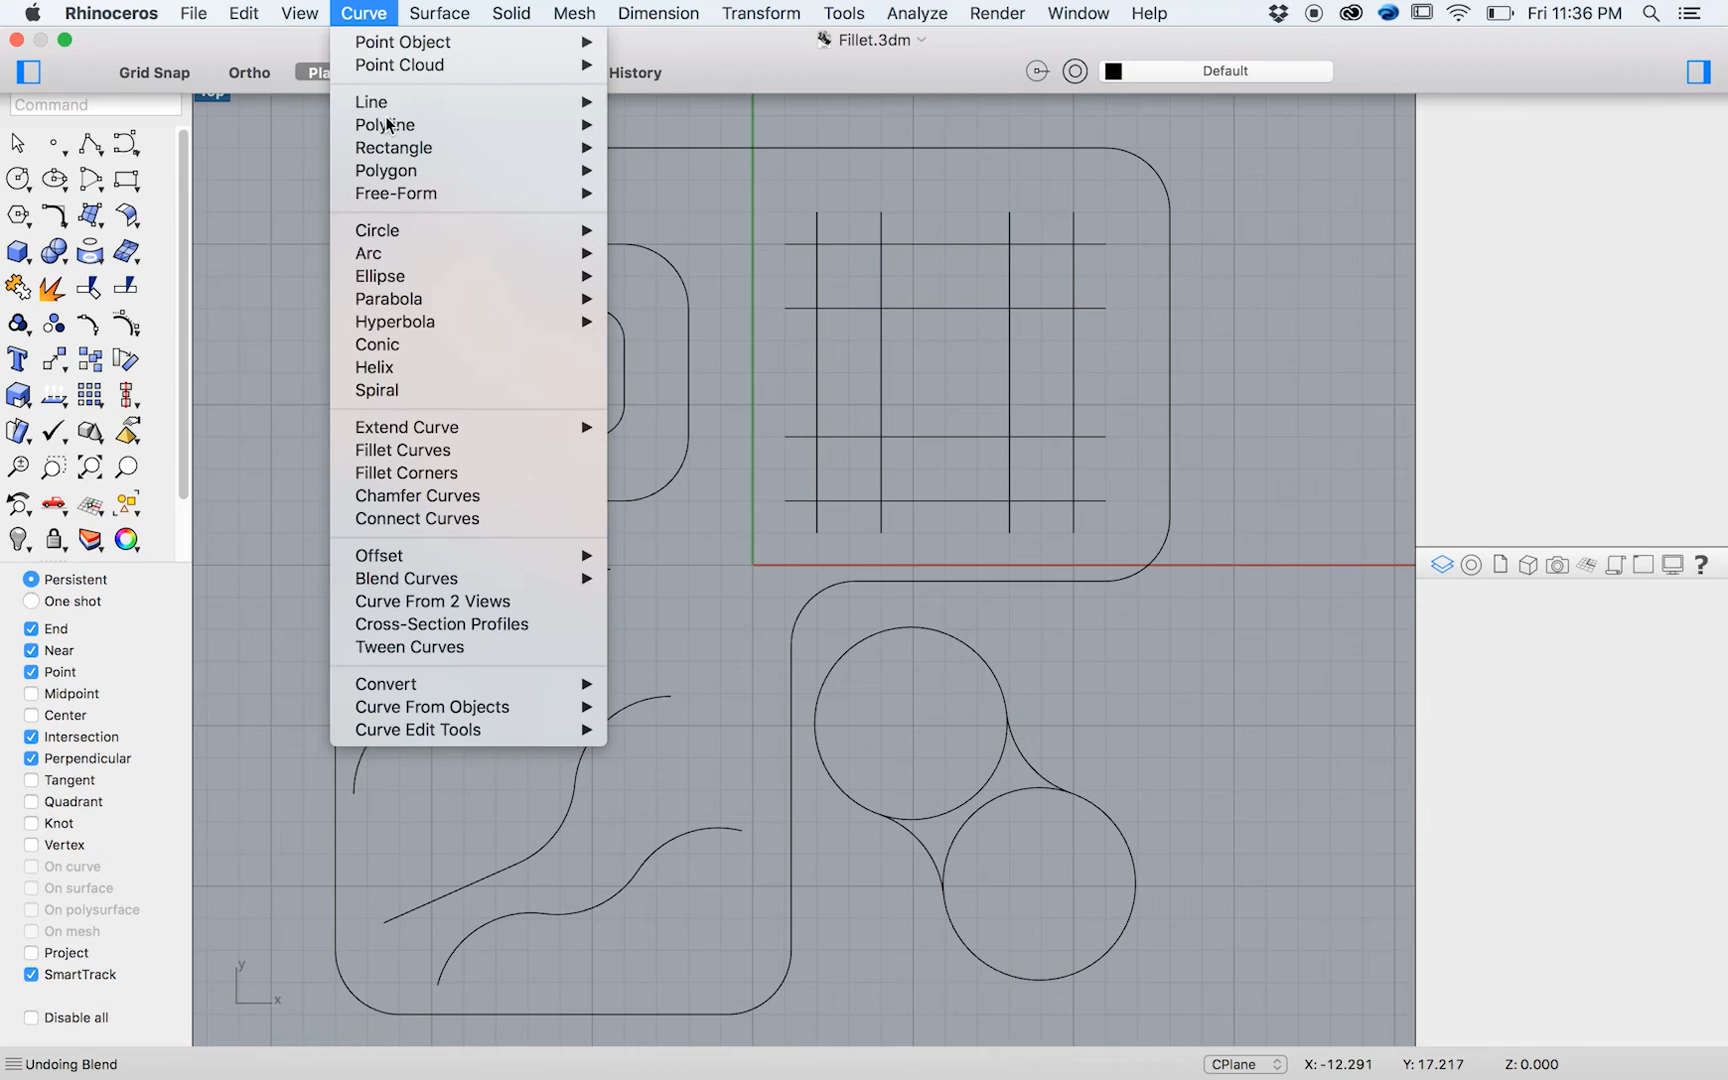 Rhinoceros File Edit View Curve Surface Solid Mesh Dimension Transform Tools Analyze Render Window Help Fri 11:36 PM
Fillet.3dm
Grid Snap Ortho Pla History Default
Top
Command
Point Object
Point Cloud
Line
Polyline
Rectangle
Polygon
Free-Form
Circle
Arc
Ellipse
Parabola
Hyperbola
Conic
Helix
Spiral
Extend Curve
Fillet Curves
Fillet Corners
Chamfer Curves
Connect Curves
Offset
Blend Curves
Curve From 2 Views
Cross-Section Profiles
Tween Curves
Convert
Curve From Objects
Curve Edit Tools
Persistent
One shot
End
Near
Point
Midpoint
Center
Intersection
Perpendicular
Tangent
Quadrant
Knot
Vertex
On curve
On surface
On polysurface
On mesh
Project
SmartTrack
Disable all
y
x
Undoing Blend CPlane X: -12.291 Y: 17.217 Z: 0.000